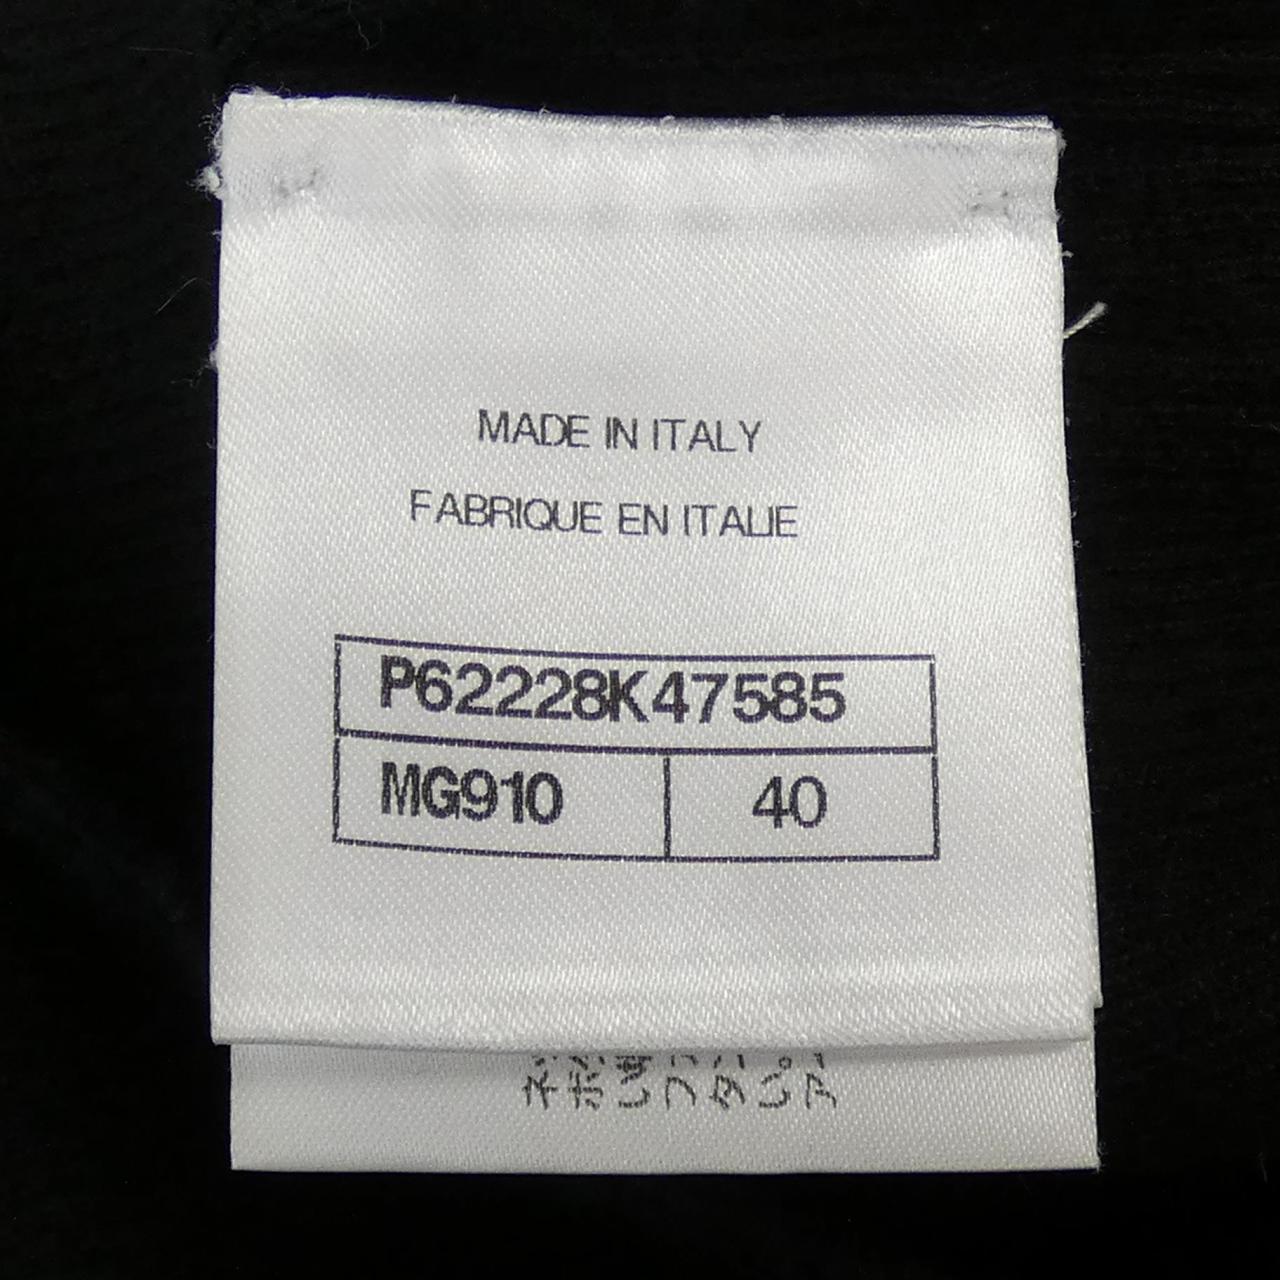 MADE IN ITALY
FABRIQUE EN ITALIE
P62228K47585
MG910
40